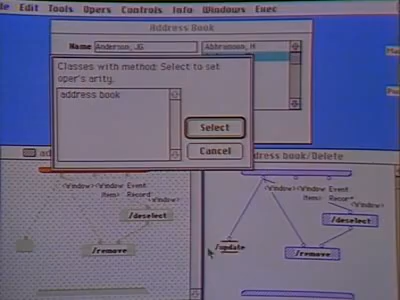 Edit Tools Opers Controls Info Windows Exec
Address Book
Name Anderson, JG
Abhranson, H
Classes with method: Select to set
oper's arity.
address book
Select
Cancel
ad
address book/Delete
<Window><Window Event
Item> Record
/deselect
/remove
<Window><Window Event
Item> Record
/deselect
/update
/remove